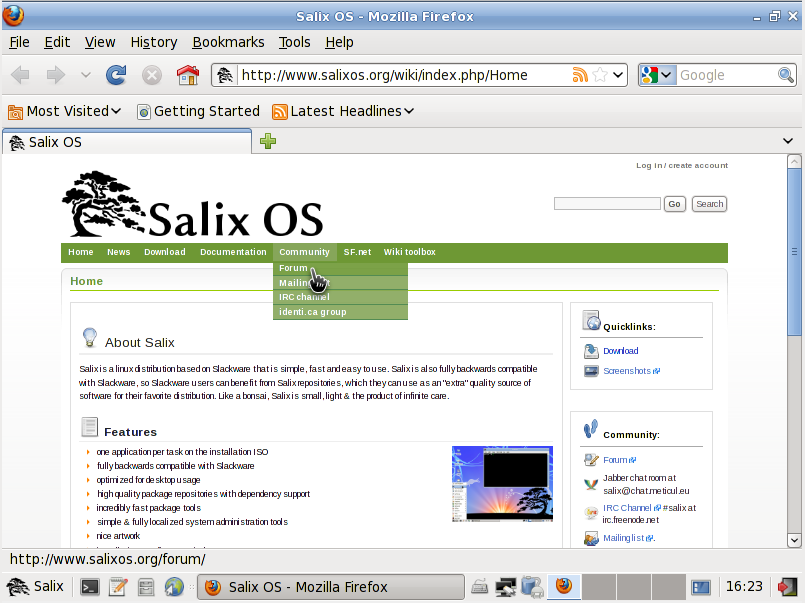 Salix OS - Mozilla Firefox
File Edit View History Bookmarks Tools Help
http://www.salixos.org/wiki/index.php/Home Google
Most Visited Getting Started Latest Headlines
Salix OS
Log in / create account
Salix OS
Go Search
Home News Download Documentation Community SF.net Wiki toolbox
Forum
IRC channel
identi.ca group
Home
About Salix
Salix is a linux distribution based on Slackware that is simple, fast and easy to use. Salix is also fully backwards compatible
with Slackware, so Slackware users can benefit from Salix repositories, which they can use as an "extra" quality source of
software for their favorite distribution. Like a bonsai, Salix is small, light & the product of infinite care.
Features
one application per task on the installation ISO
fully backwards compatible with Slackware
optimized for desktop usage
high quality package repositories with dependency support
incredibly fast package tools
simple & fully localized system administration tools
nice artwork
Quicklinks:
Download
Screenshots
Community:
Forum
Jabber chat room at
salix@chat.meticul.eu
IRC Channel #salix at
irc.freenode.net
Mailing list .
http://www.salixos.org/forum/
Salix Salix OS - Mozilla Firefox 16:23